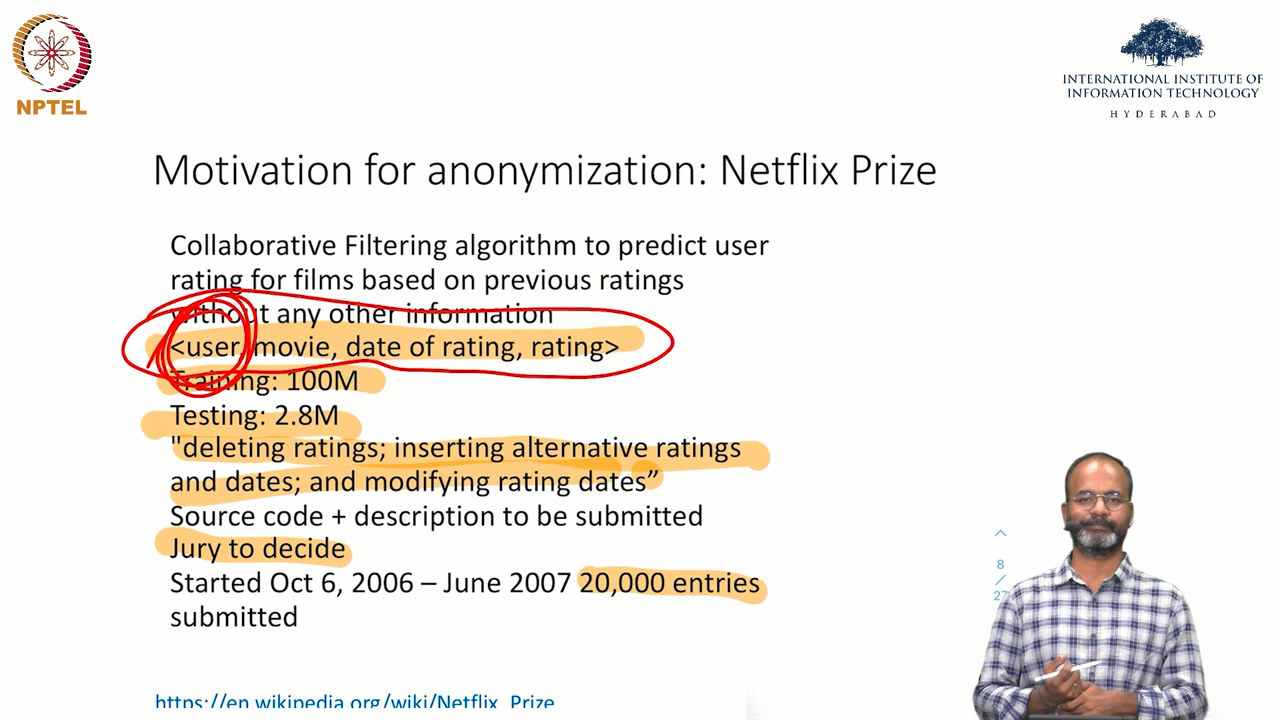 NPTEL
INTERNATIONAL INSTITUTE OF
INFORMATION TECHNOLOGY
HYDERABAD
Motivation for anonymization: Netflix Prize
Collaborative Filtering algorithm to predict user
rating for films based on previous ratings
without any other information
<user, movie, date of rating, rating>
Training: 100M
Testing: 2.8M
"deleting ratings; inserting alternative ratings
and dates; and modifying rating dates”
Source code + description to be submitted
Jury to decide
Started Oct 6, 2006 – June 2007 20,000 entries
submitted
8
/
27
https://en.wikipedia.org/wiki/Netflix_Prize